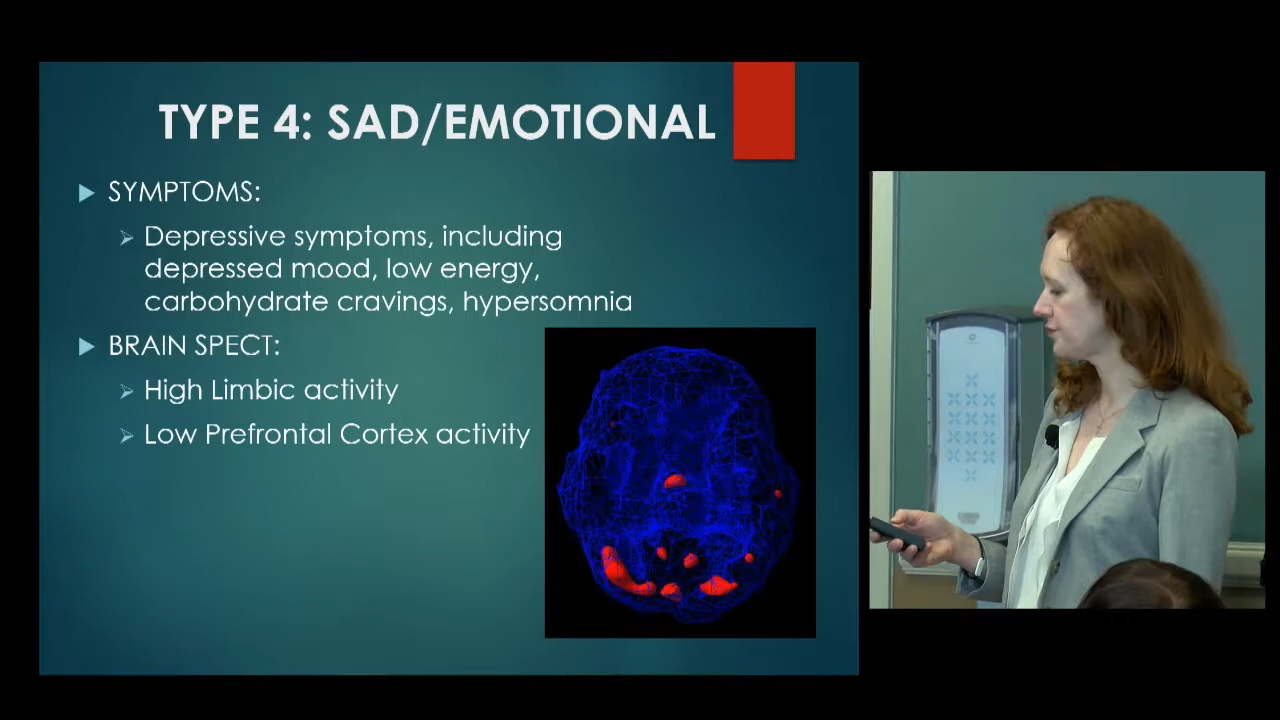 TYPE 4: SAD/EMOTIONAL
SYMPTOMS:
Depressive symptoms, including
depressed mood, low energy,
carbohydrate cravings, hypersomnia
BRAIN SPECT:
High Limbic activity
Low Prefrontal Cortex activity